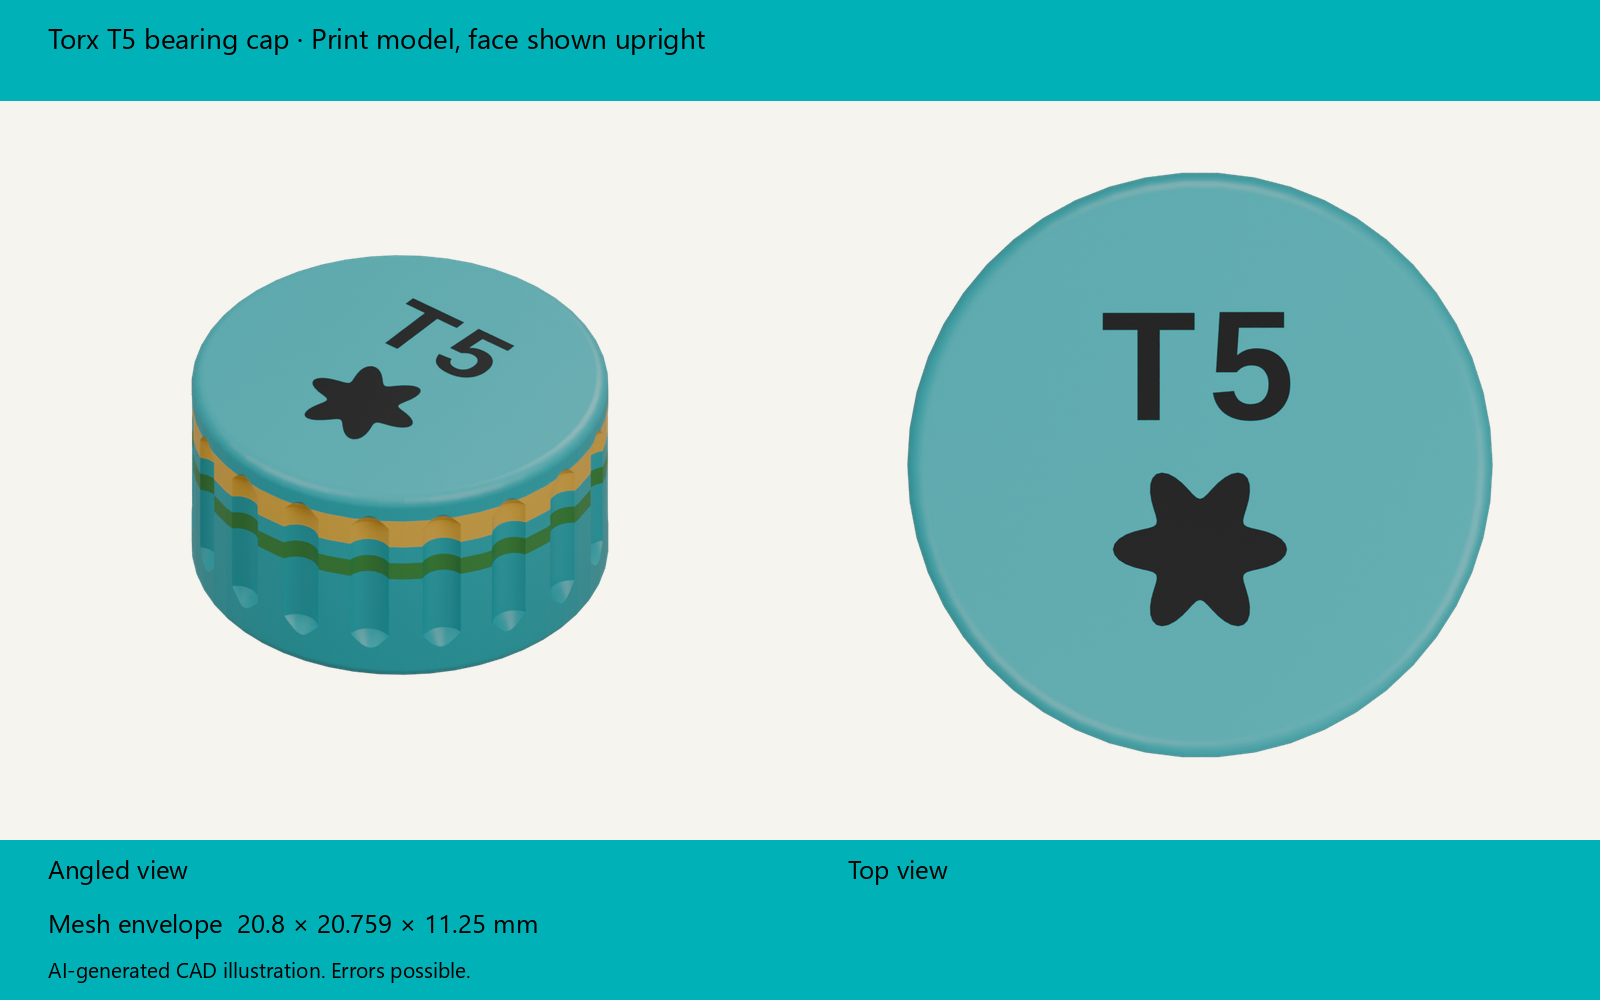 Torx T5 bearing cap · Print model, face shown upright
T5
T5
Angled view
Top view
Mesh envelope 20.8 × 20.759 × 11.25 mm
AI-generated CAD illustration. Errors possible.